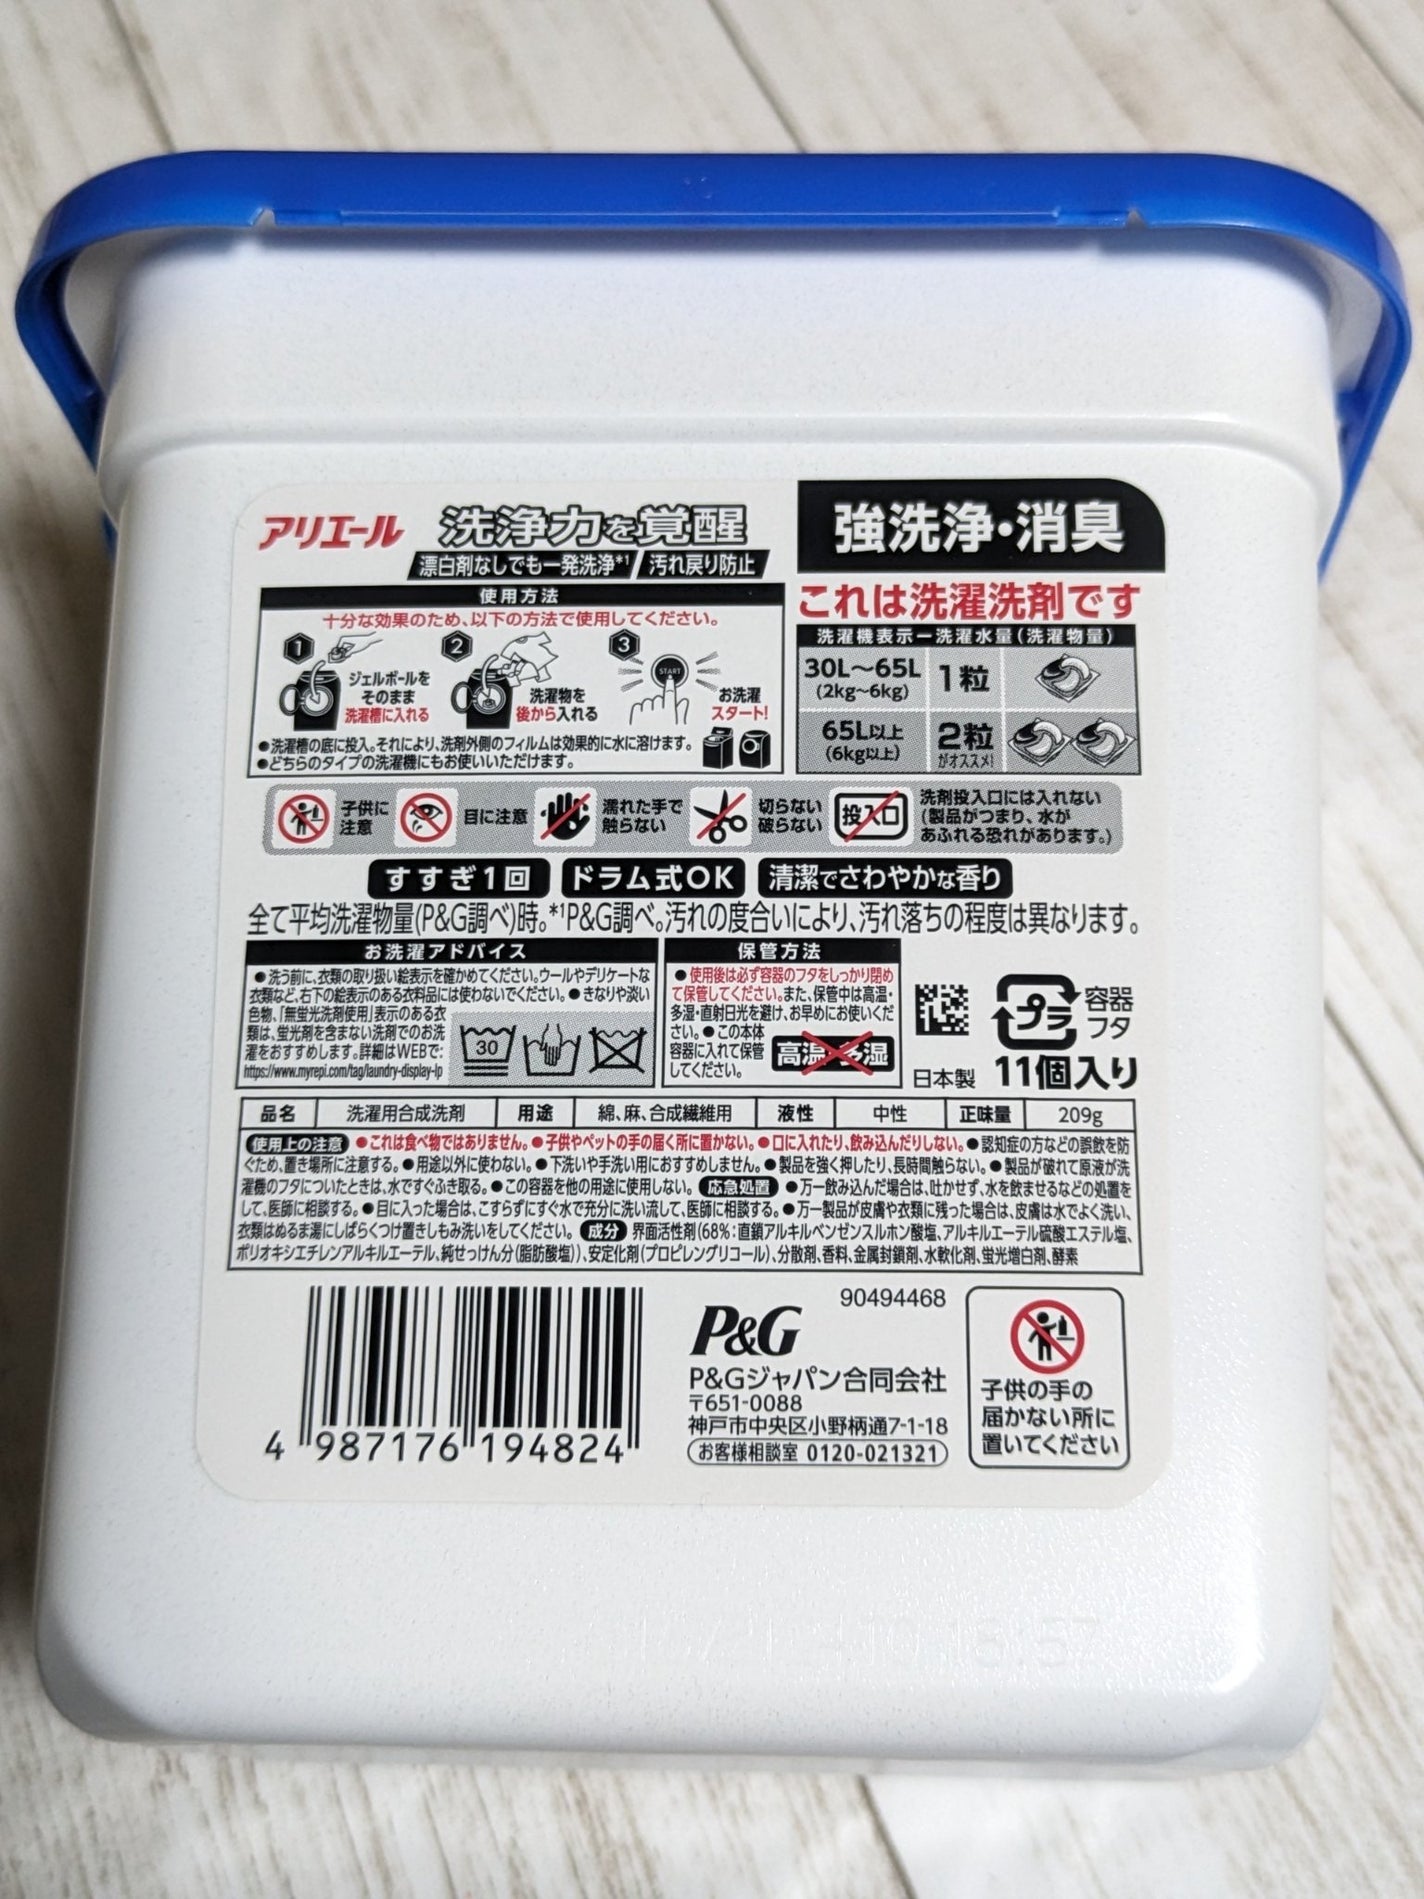 アリエール
洗浄力を覚醒
漂白剤なしでも一発洗浄*1 汚れ戻り防止
強洗浄・消臭
これは洗濯洗剤です
使用方法
十分な効果のため、以下の方法で使用してください。
1
ジェルボールを
そのまま
洗濯槽に入れる
2
洗濯物を
後から入れる
3
START
お洗濯
スタート!
●洗濯槽の底に投入。それにより、洗剤外側のフィルムは効果的に水に溶けます。
●どちらのタイプの洗濯機にもお使いいただけます。
洗濯機表示ー洗濯水量(洗濯物量)
30L〜65L
(2kg~6kg)
1粒
65L以上
(6kg以上)
2粒
がオススメ!
子供に
注意
目に注意
濡れた手で
触らない
切らない
破らない
投入口
洗剤投入口には入れない
(製品がつまり、水が
あふれる恐れがあります。)
すすぎ1回 ドラム式OK 清潔でさわやかな香り
全て平均洗濯物量(P&G調べ)時。*1P&G調べ。汚れの度合いにより、汚れ落ちの程度は異なります。
お洗濯アドバイス
●洗う前に、衣類の取り扱い絵表示を確かめてください。ウールやデリケートな
衣類など、右下の絵表示のある衣料品には使わないでください。●きなりや淡い
色物、「無蛍光洗剤使用」表示のある衣
類は、蛍光剤を含まない洗剤でのお洗
濯をおすすめします。詳細はWEBで:
https://www.myrepi.com/tag/laundry-display-lp
30
保管方法
●使用後は必ず容器のフタをしっかり閉め
て保管してください。また、保管中は高温・
多湿・直射日光を避け、お早めにお使いくだ
さい。●この本体
容器に入れて保管
してください。
高温 多湿
日本製
プラ
容器
フタ
11個入り
品名 洗濯用合成洗剤 用途 綿、麻、合成繊維用 液性 中性 正味量 209g
使用上の注意 ●これは食べ物ではありません。●子供やペットの手の届く所に置かない。●口に入れたり、飲み込んだりしない。●認知症の方などの誤飲を防
ぐため、置き場所に注意する。●用途以外に使わない。●下洗いや手洗い用におすすめしません。●製品を強く押したり、長時間触らない。●製品が破れて原液が洗
濯機のフタについたときは、水ですぐふき取る。●この容器を他の用途に使用しない。 応急処置 ●万一飲み込んだ場合は、吐かせず、水を飲ませるなどの処置を
して、医師に相談する。●目に入った場合は、こすらずにすぐ水で充分に洗い流して、医師に相談する。●万一製品が皮膚や衣類に残った場合は、皮膚は水でよく洗い、
衣類はぬるま湯にしばらくつけ置きしもみ洗いをしてください。 成分 界面活性剤(68%:直鎖アルキルベンゼンスルホン酸塩、アルキルエーテル硫酸エステル塩、
ポリオキシエチレンアルキルエーテル、純せっけん分(脂肪酸塩))、安定化剤(プロピレングリコール)、分散剤、香料、金属封鎖剤、水軟化剤、蛍光増白剤、酵素
4 987176 194824
90494468
P&G
P&Gジャパン合同会社
〒651-0088
神戸市中央区小野柄通7-1-18
お客様相談室 0120-021321
子供の手の
届かない所に
置いてください